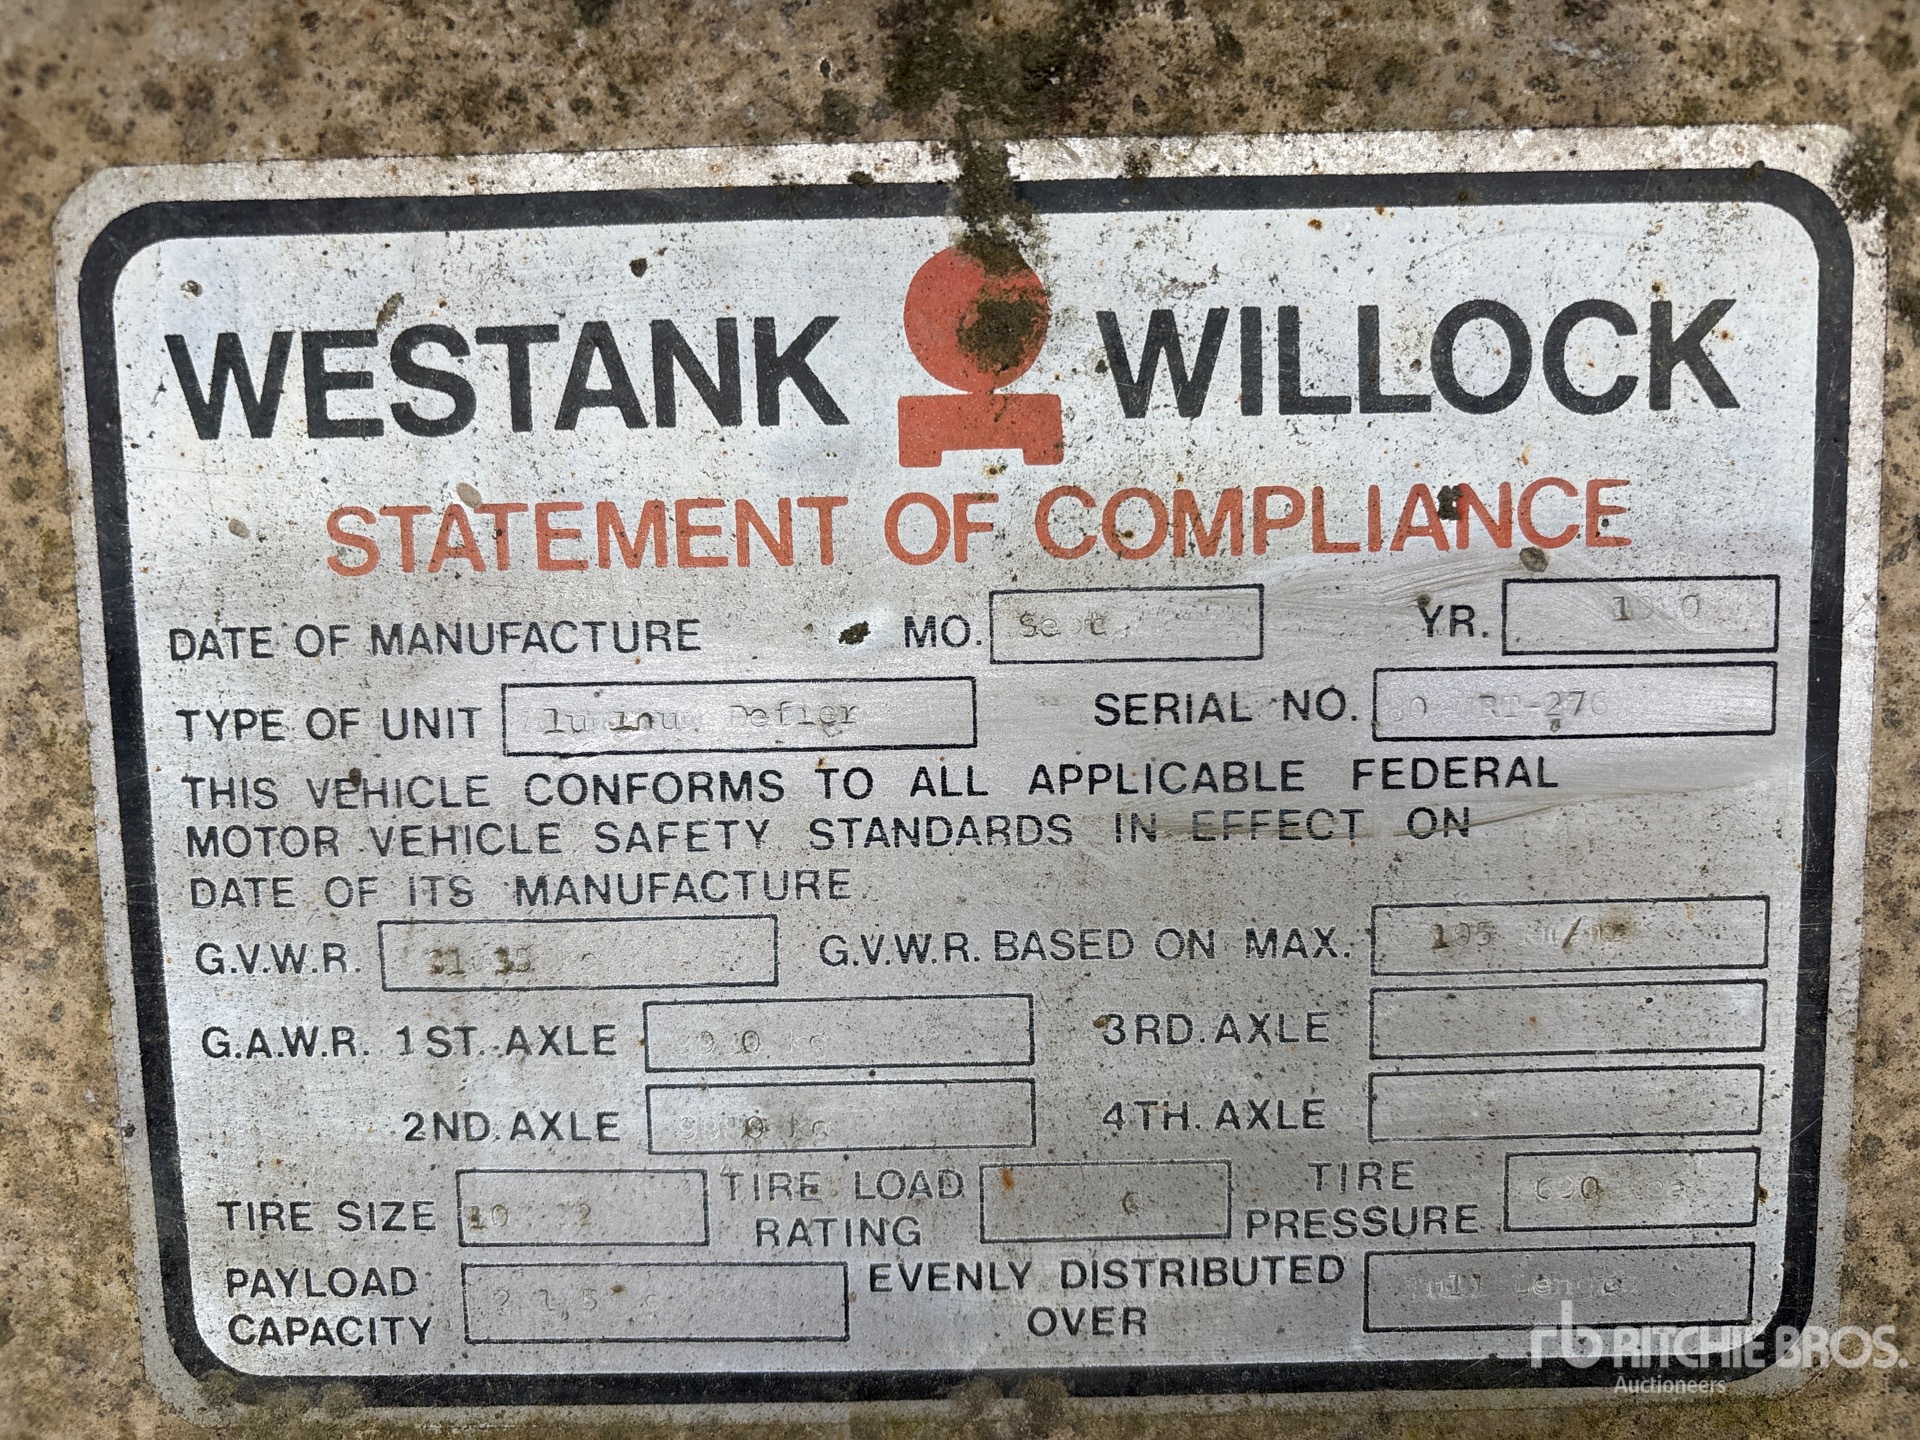 WESTANK WILLOCK
STATEMENT OF COMPLIANCE
DATE OF MANUFACTURE MO. Sept. YR.
TYPE OF UNIT SERIAL NO.
THIS VEHICLE CONFORMS TO ALL APPLICABLE FEDERAL
MOTOR VEHICLE SAFETY STANDARDS IN EFFECT ON
DATE OF ITS MANUFACTURE.
G.V.W.R. G.V.W.R. BASED ON MAX.
G.A.W.R. 1ST. AXLE 3RD. AXLE
2ND. AXLE 4TH. AXLE
TIRE SIZE TIRE LOAD RATING TIRE PRESSURE
PAYLOAD CAPACITY EVENLY DISTRIBUTED OVER
rb RITCHIE BROS.
Auctioneers